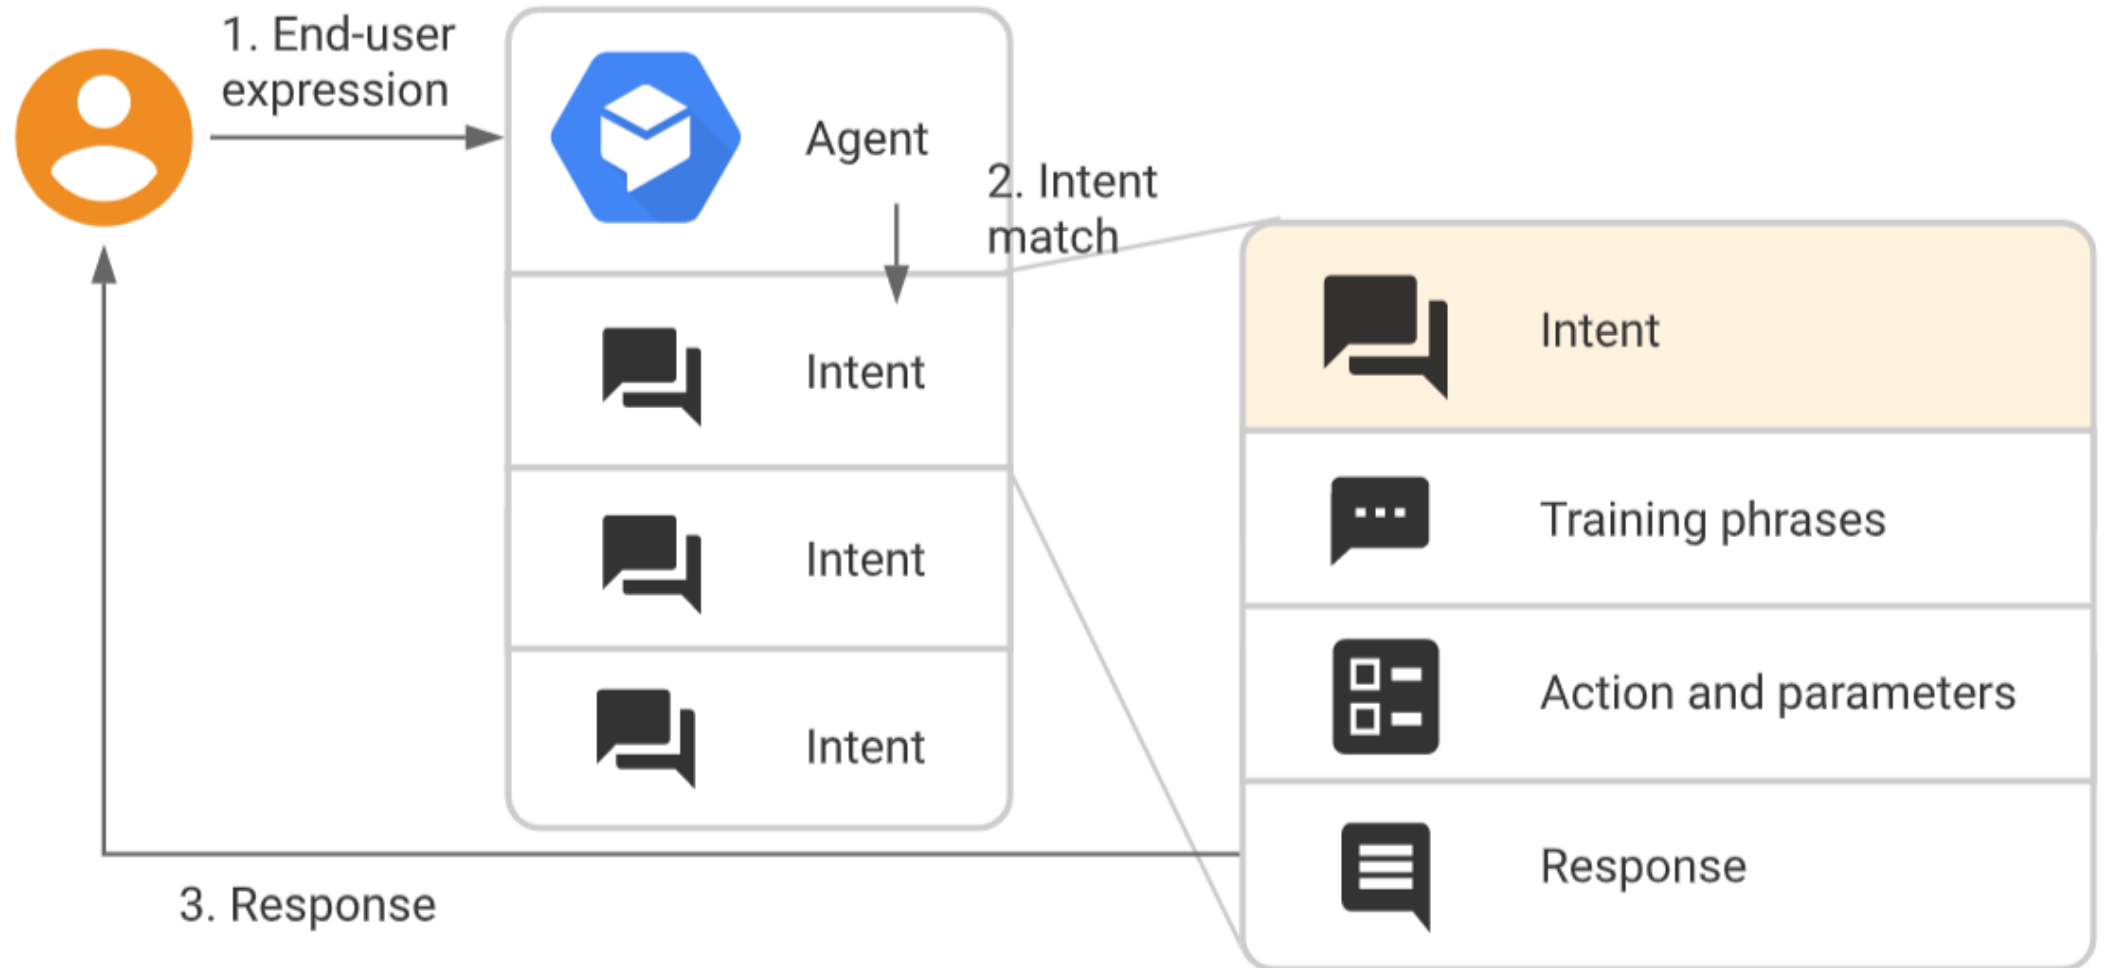 1. End-user
expression
Agent
2. Intent
match
Intent
Intent
Intent
Intent
Training phrases
Action and parameters
Response
3. Response